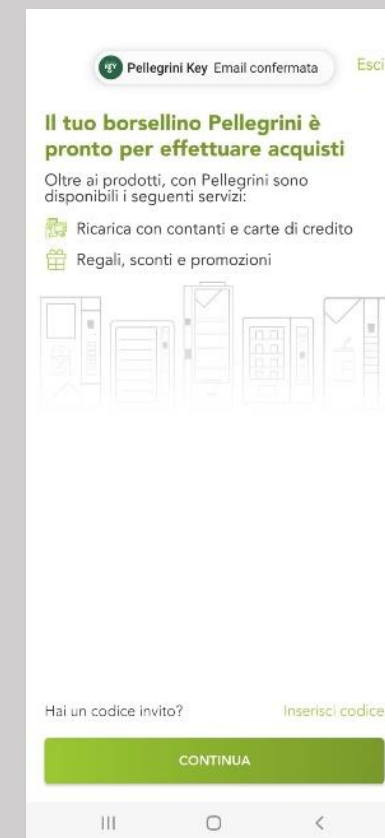 KEY
Pellegrini Key Email confermata
Esci
Il tuo borsellino Pellegrini è
pronto per effettuare acquisti
Oltre ai prodotti, con Pellegrini sono
disponibili i seguenti servizi:
Ricarica con contanti e carte di credito
Regali, sconti e promozioni
Hai un codice invito?
Inserisci codice
CONTINUA